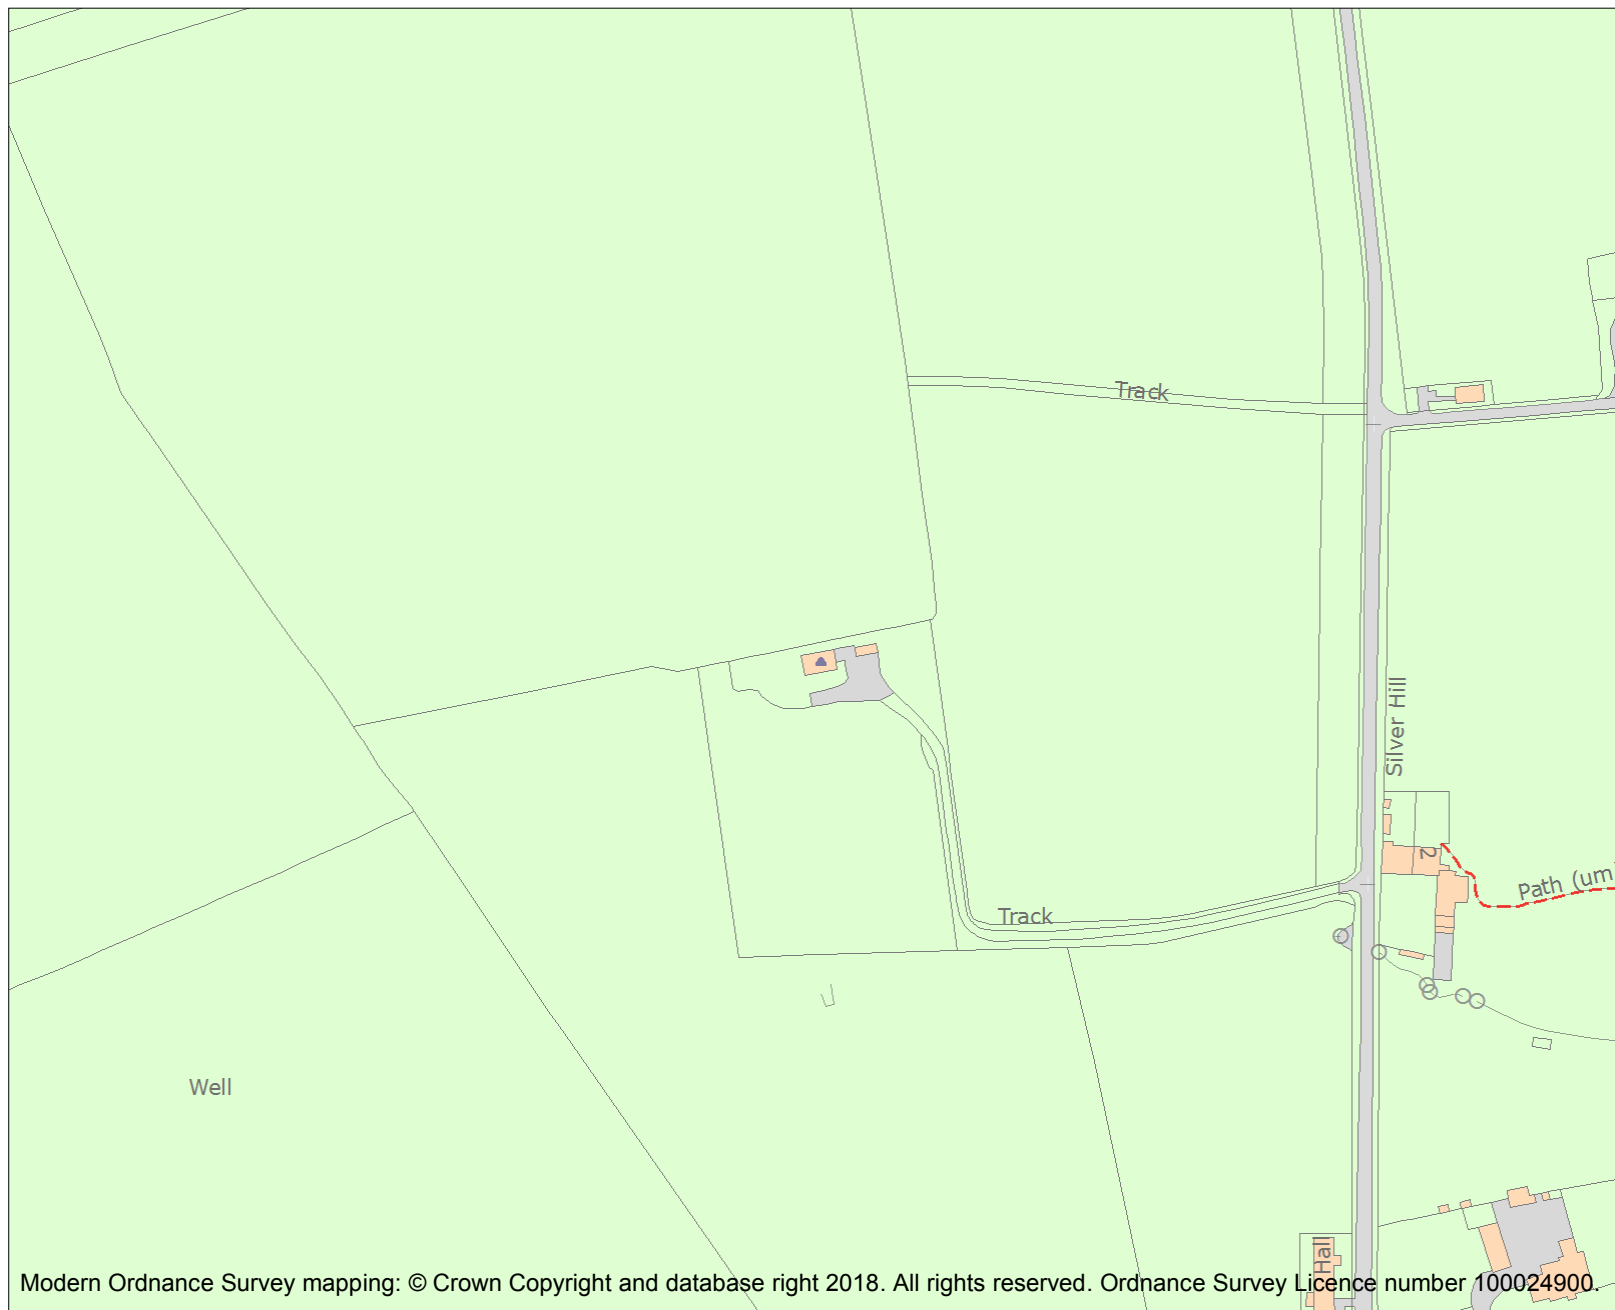 Track
Silver Hill
2
Path (um
Track
Well
Hall
Modern Ordnance Survey mapping: © Crown Copyright and database right 2018. All rights reserved. Ordnance Survey Licence number 100024900.